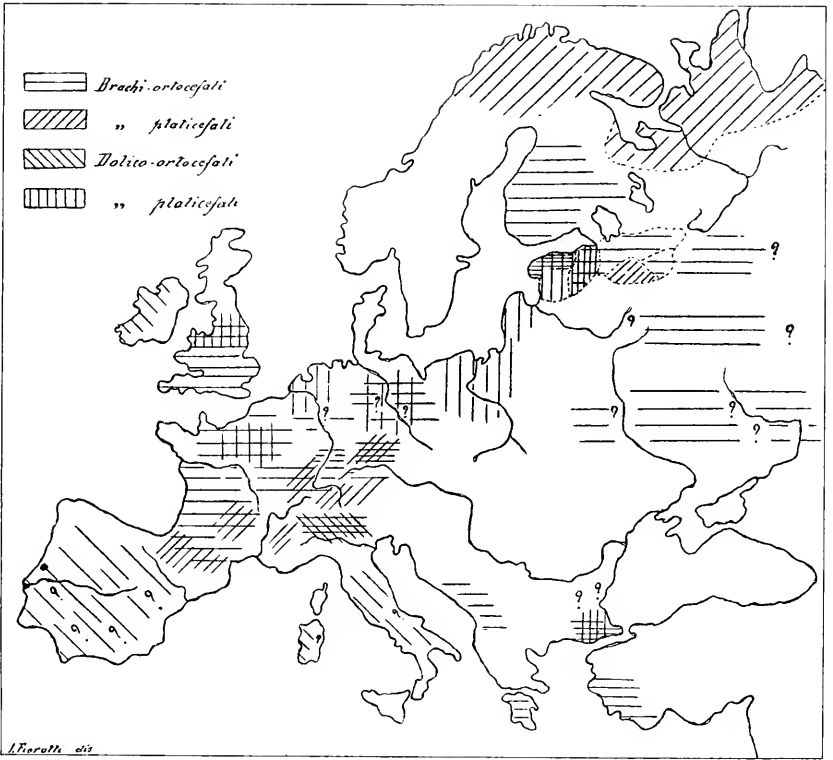 Brachi-ortocefali
„ platicefali
Dolico-ortocefali
„ platicefali
?
?
?
? ? ?
? ?
?
? ?
? ?
? ?
J. Fioratti dis